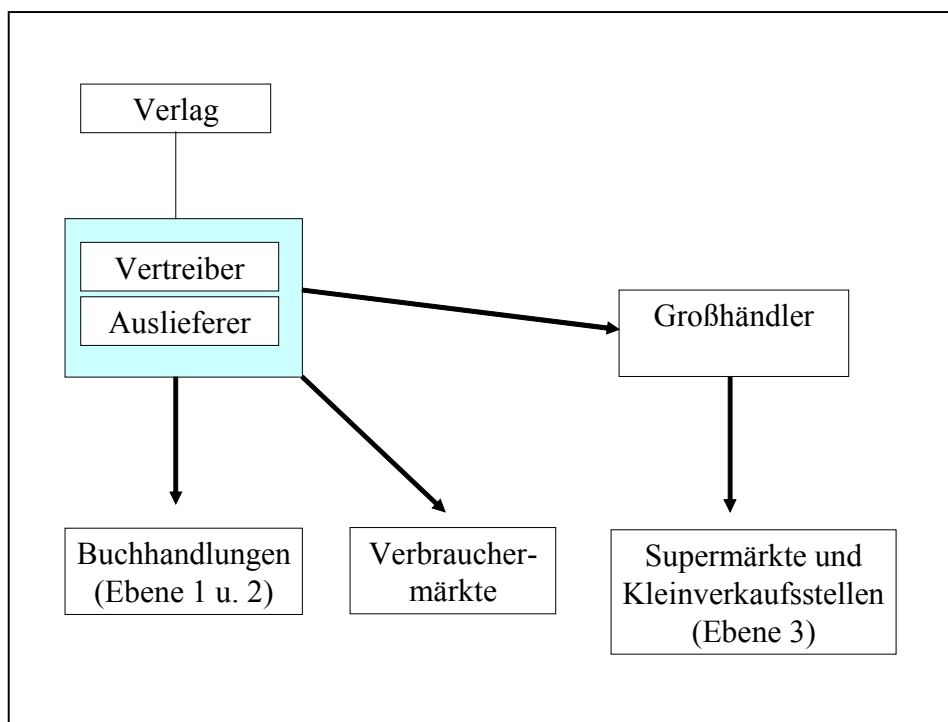 Verlag
Vertreiber
Auslieferer
Großhändler
Buchhandlungen
(Ebene 1 u. 2)
Verbraucher-
märkte
Supermärkte und
Kleinverkaufsstellen
(Ebene 3)